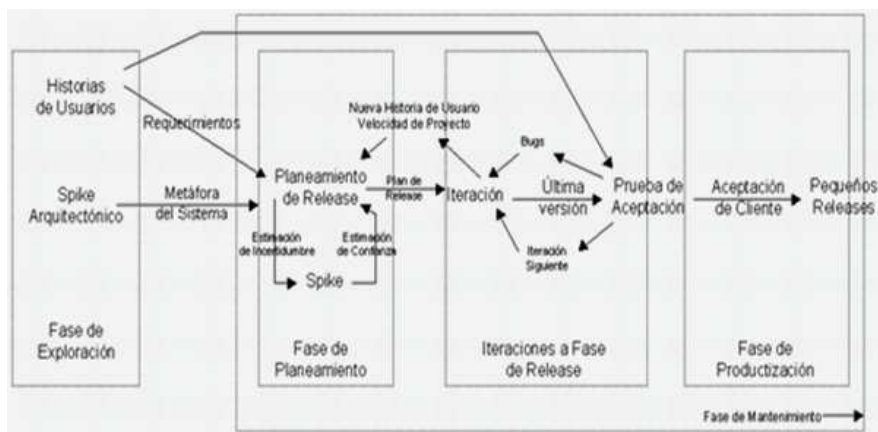 Historias
de Usuarios
Requerimientos
Spike
Arquitectónico
Metáfora
del Sistema
Fase de
Exploración
Nueva Historia de Usuario
Velocidad de Proyecto
Planeamiento
de Release
Plan de
Release
Estimación
de Incertidumbre
Estimación
de Confianza
Spike
Fase de
Planeamiento
Bugs
Iteración
Última
versión
Prueba de
Aceptación
Iteración
Siguiente
Iteraciones a Fase
de Release
Aceptación
de Cliente
Pequeños
Releases
Fase de
Productización
Fase de Mantenimiento